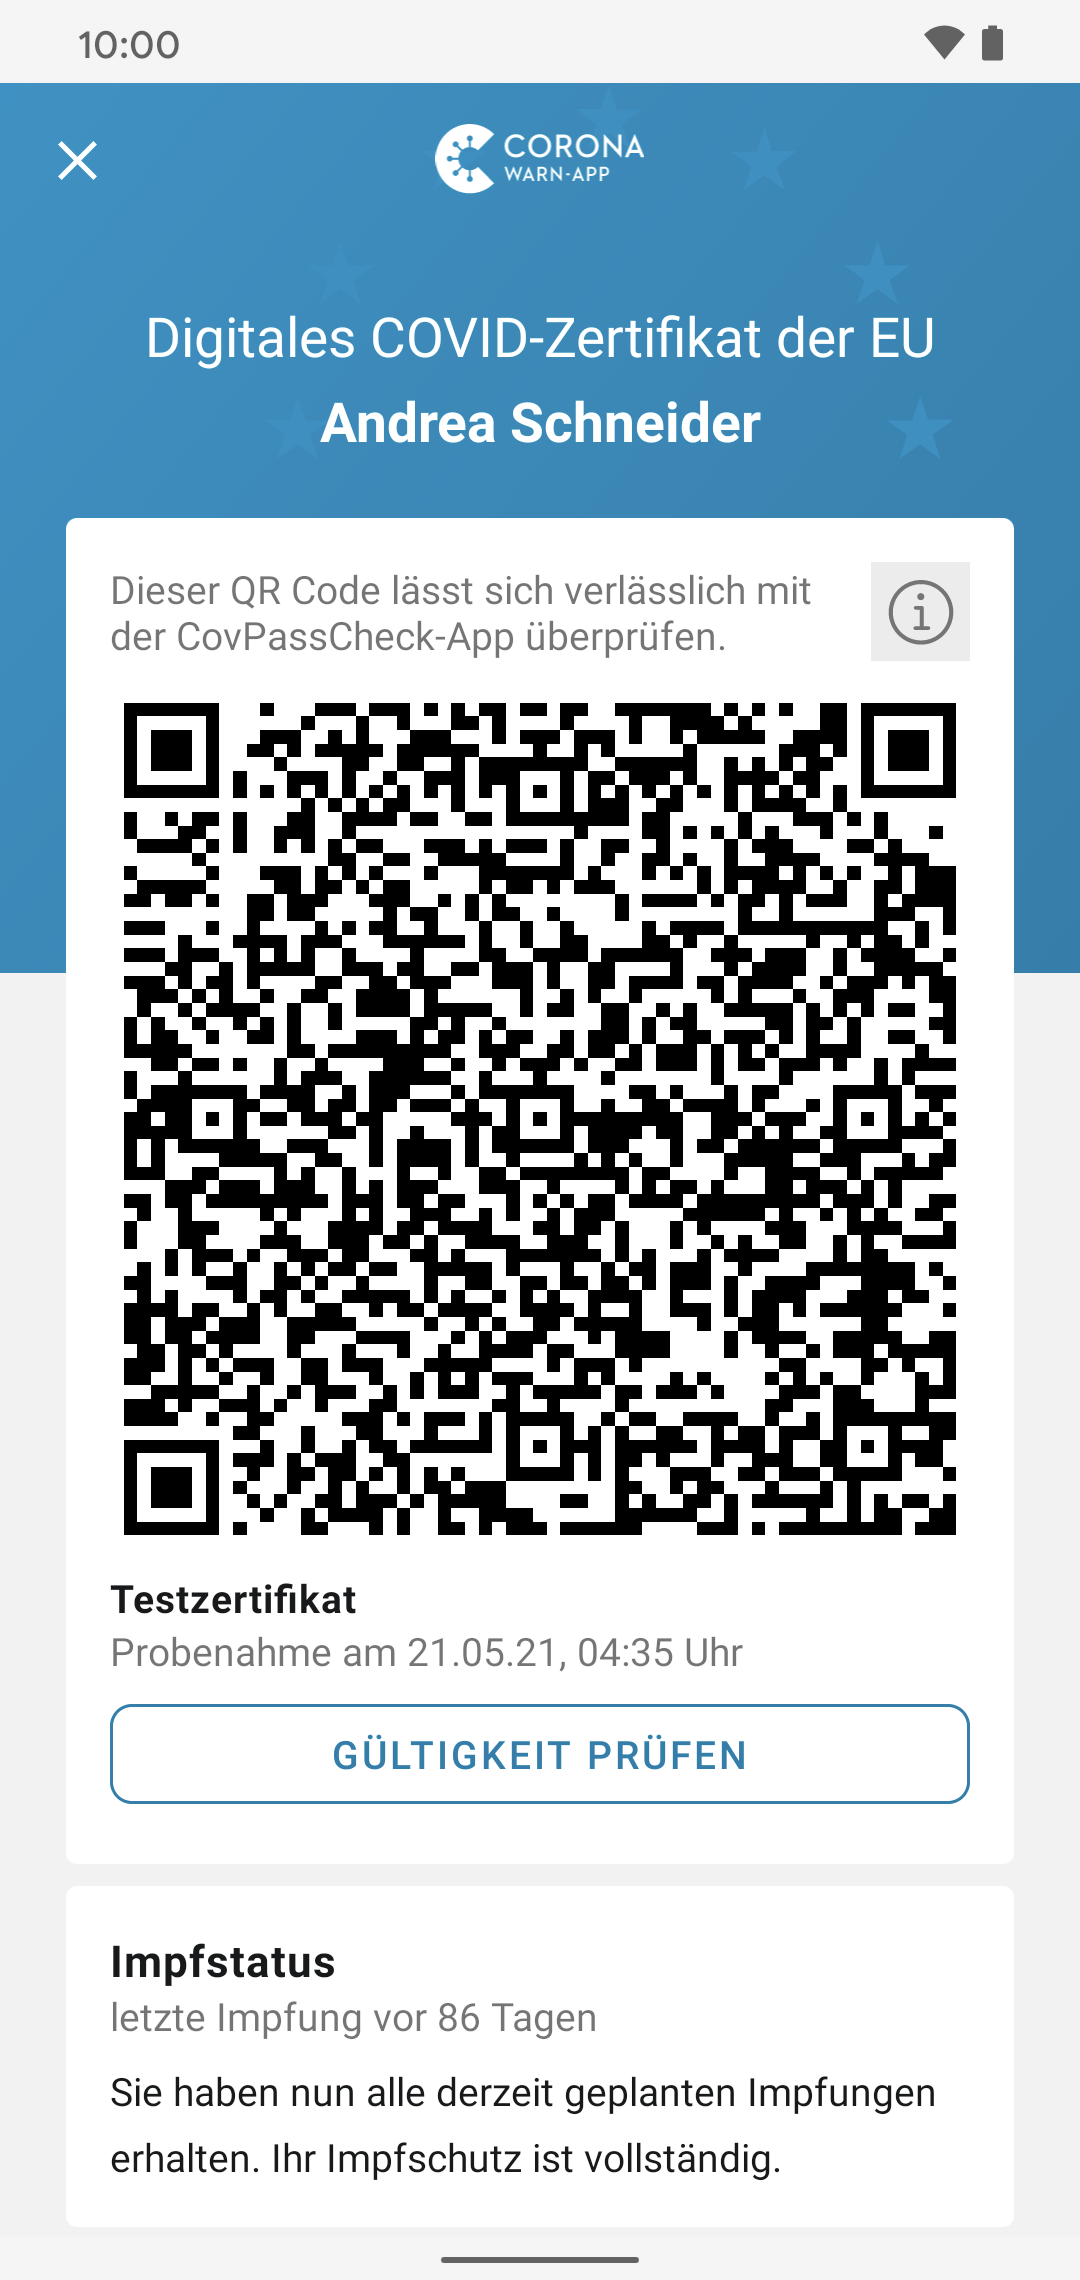 10:00
CORONA
WARN-APP
Digitales COVID-Zertifikat der EU
Andrea Schneider
Dieser QR Code lässt sich verlässlich mit
der CovPassCheck-App überprüfen.
Testzertifikat
Probenahme am 21.05.21, 04:35 Uhr
GÜLTIGKEIT PRÜFEN
Impfstatus
letzte Impfung vor 86 Tagen
Sie haben nun alle derzeit geplanten Impfungen
erhalten. Ihr Impfschutz ist vollständig.